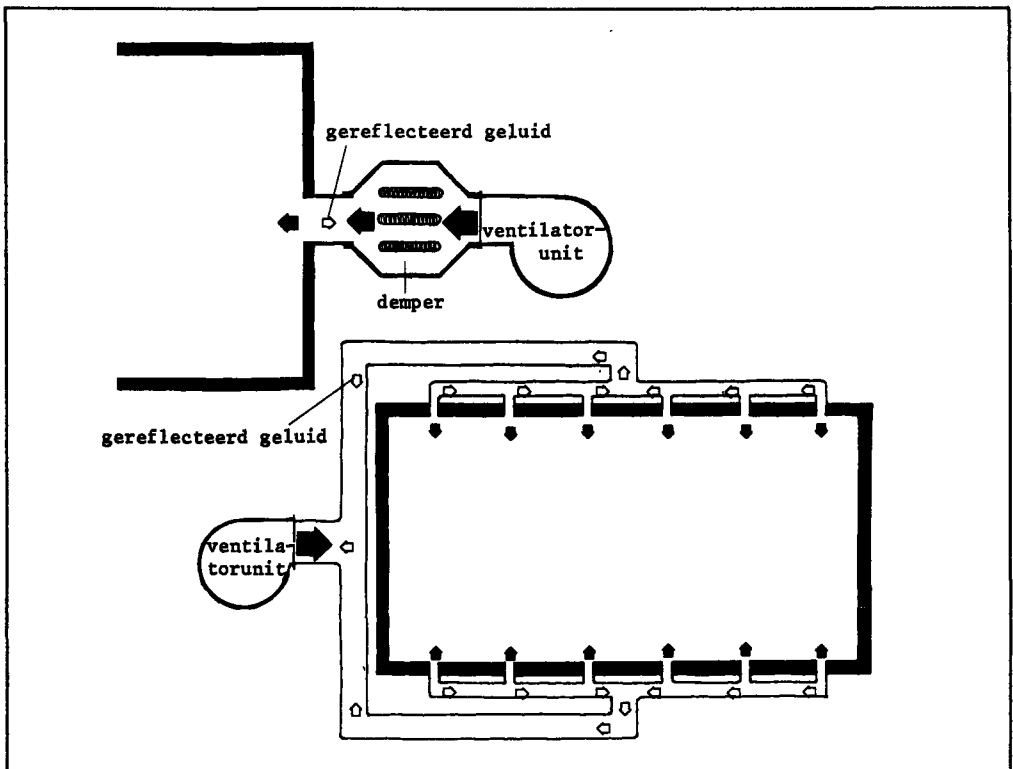 gereflecteerd geluid
ventilator-
unit
demper
gereflecteerd geluid
ventila-
torunit